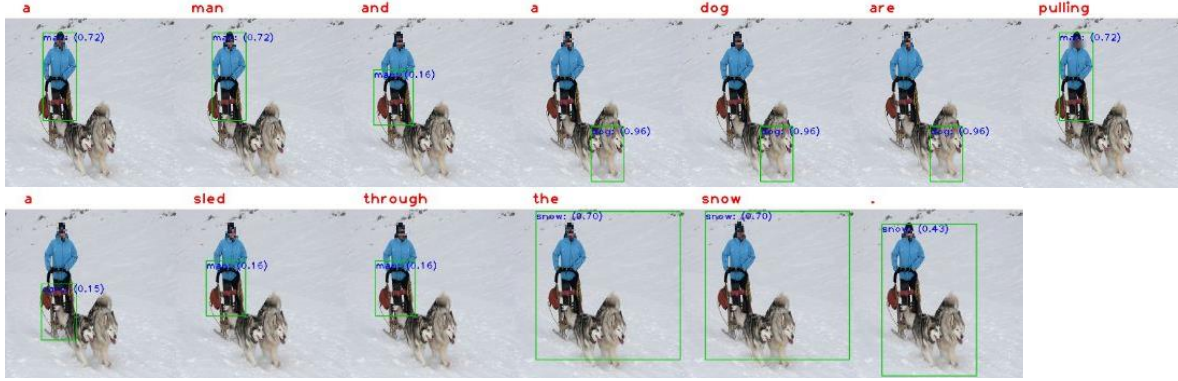 a man and a dog are pulling
man: (0.72) man: (0.72) man: (0.16) dog: (0.96) dog: (0.96) dog: (0.96) man: (0.72)
a sled through the snow .
(0.15) man: (0.16) man: (0.16) snow: (0.70) snow: (0.70) snow: (0.43)